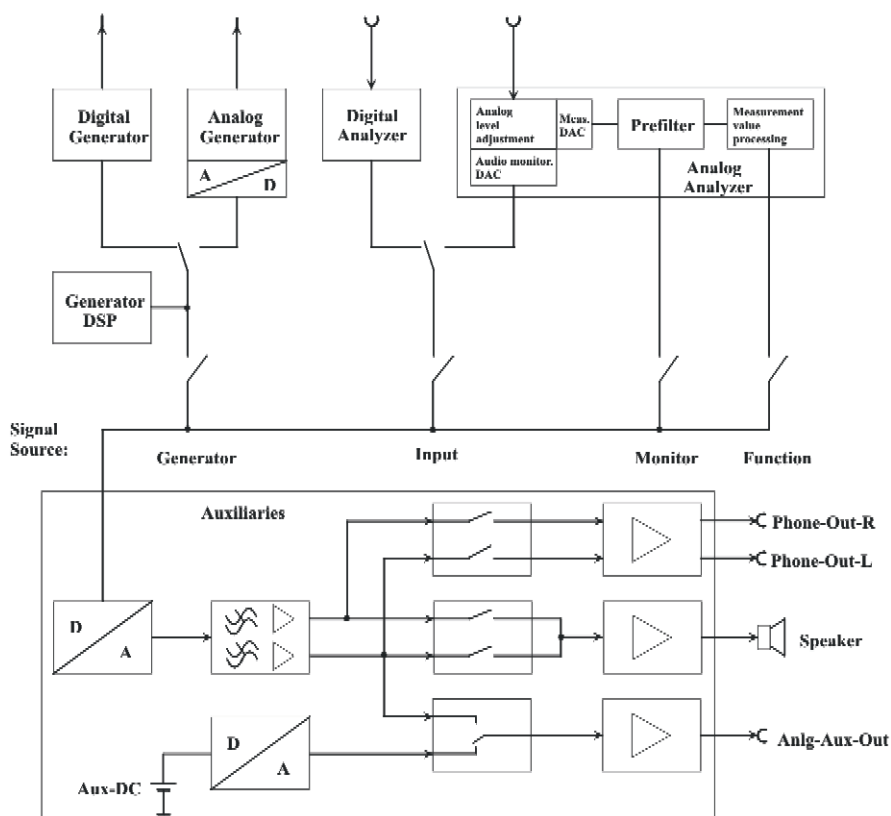 Digital
Generator
Analog
Generator
A
D
Digital
Analyzer
Analog
level
adjustment
Meas.
DAC
Audio monitor.
DAC
Prefilter
Measurement
value
processing
Analog
Analyzer
Generator
DSP
Signal
Source:
Generator
Input
Monitor
Function
Auxiliaries
Phone-Out-R
Phone-Out-L
D
A
Speaker
D
A
Aux-DC
Anlg-Aux-Out